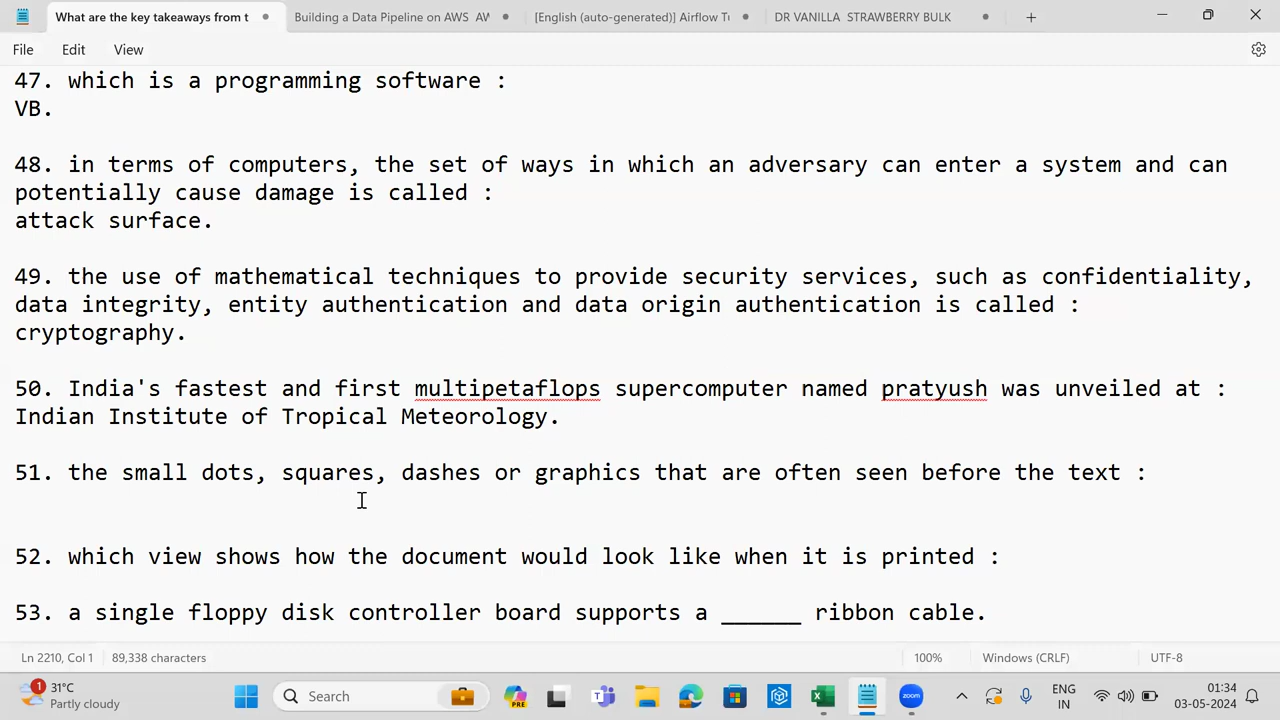 What are the key takeaways from t
Building a Data Pipeline on AWS AV
[English (auto-generated)] Airflow Tu
DR VANILLA STRAWBERRY BULK
File Edit View
47. which is a programming software :
VB.
48. in terms of computers, the set of ways in which an adversary can enter a system and can
potentially cause damage is called :
attack surface.
49. the use of mathematical techniques to provide security services, such as confidentiality,
data integrity, entity authentication and data origin authentication is called :
cryptography.
50. India's fastest and first multipetaflops supercomputer named pratyush was unveiled at :
Indian Institute of Tropical Meteorology.
51. the small dots, squares, dashes or graphics that are often seen before the text :
52. which view shows how the document would look like when it is printed :
53. a single floppy disk controller board supports a ______ ribbon cable.
Ln 2210, Col 1 89,338 characters 100% Windows (CRLF) UTF-8
1 31°C
Partly cloudy
Search
PRE
zoom
ENG
IN
01:34
03-05-2024